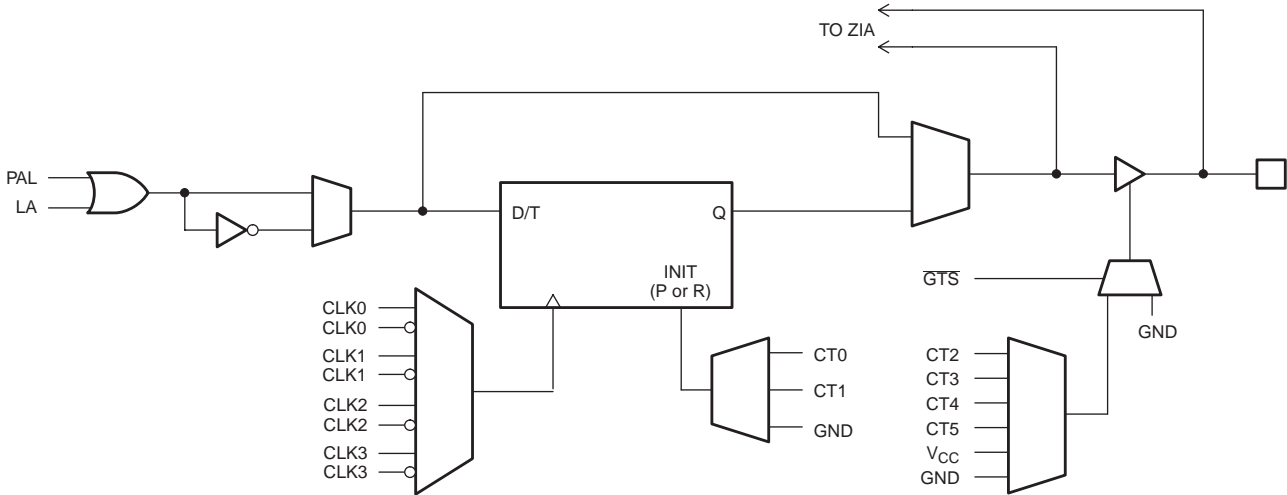 TO ZIA
PAL
LA
D/T
Q
INIT
(P or R)
GTS
GND
CLK0
CLK0
CLK1
CLK1
CLK2
CLK2
CLK3
CLK3
CT0
CT1
GND
CT2
CT3
CT4
CT5
VCC
GND